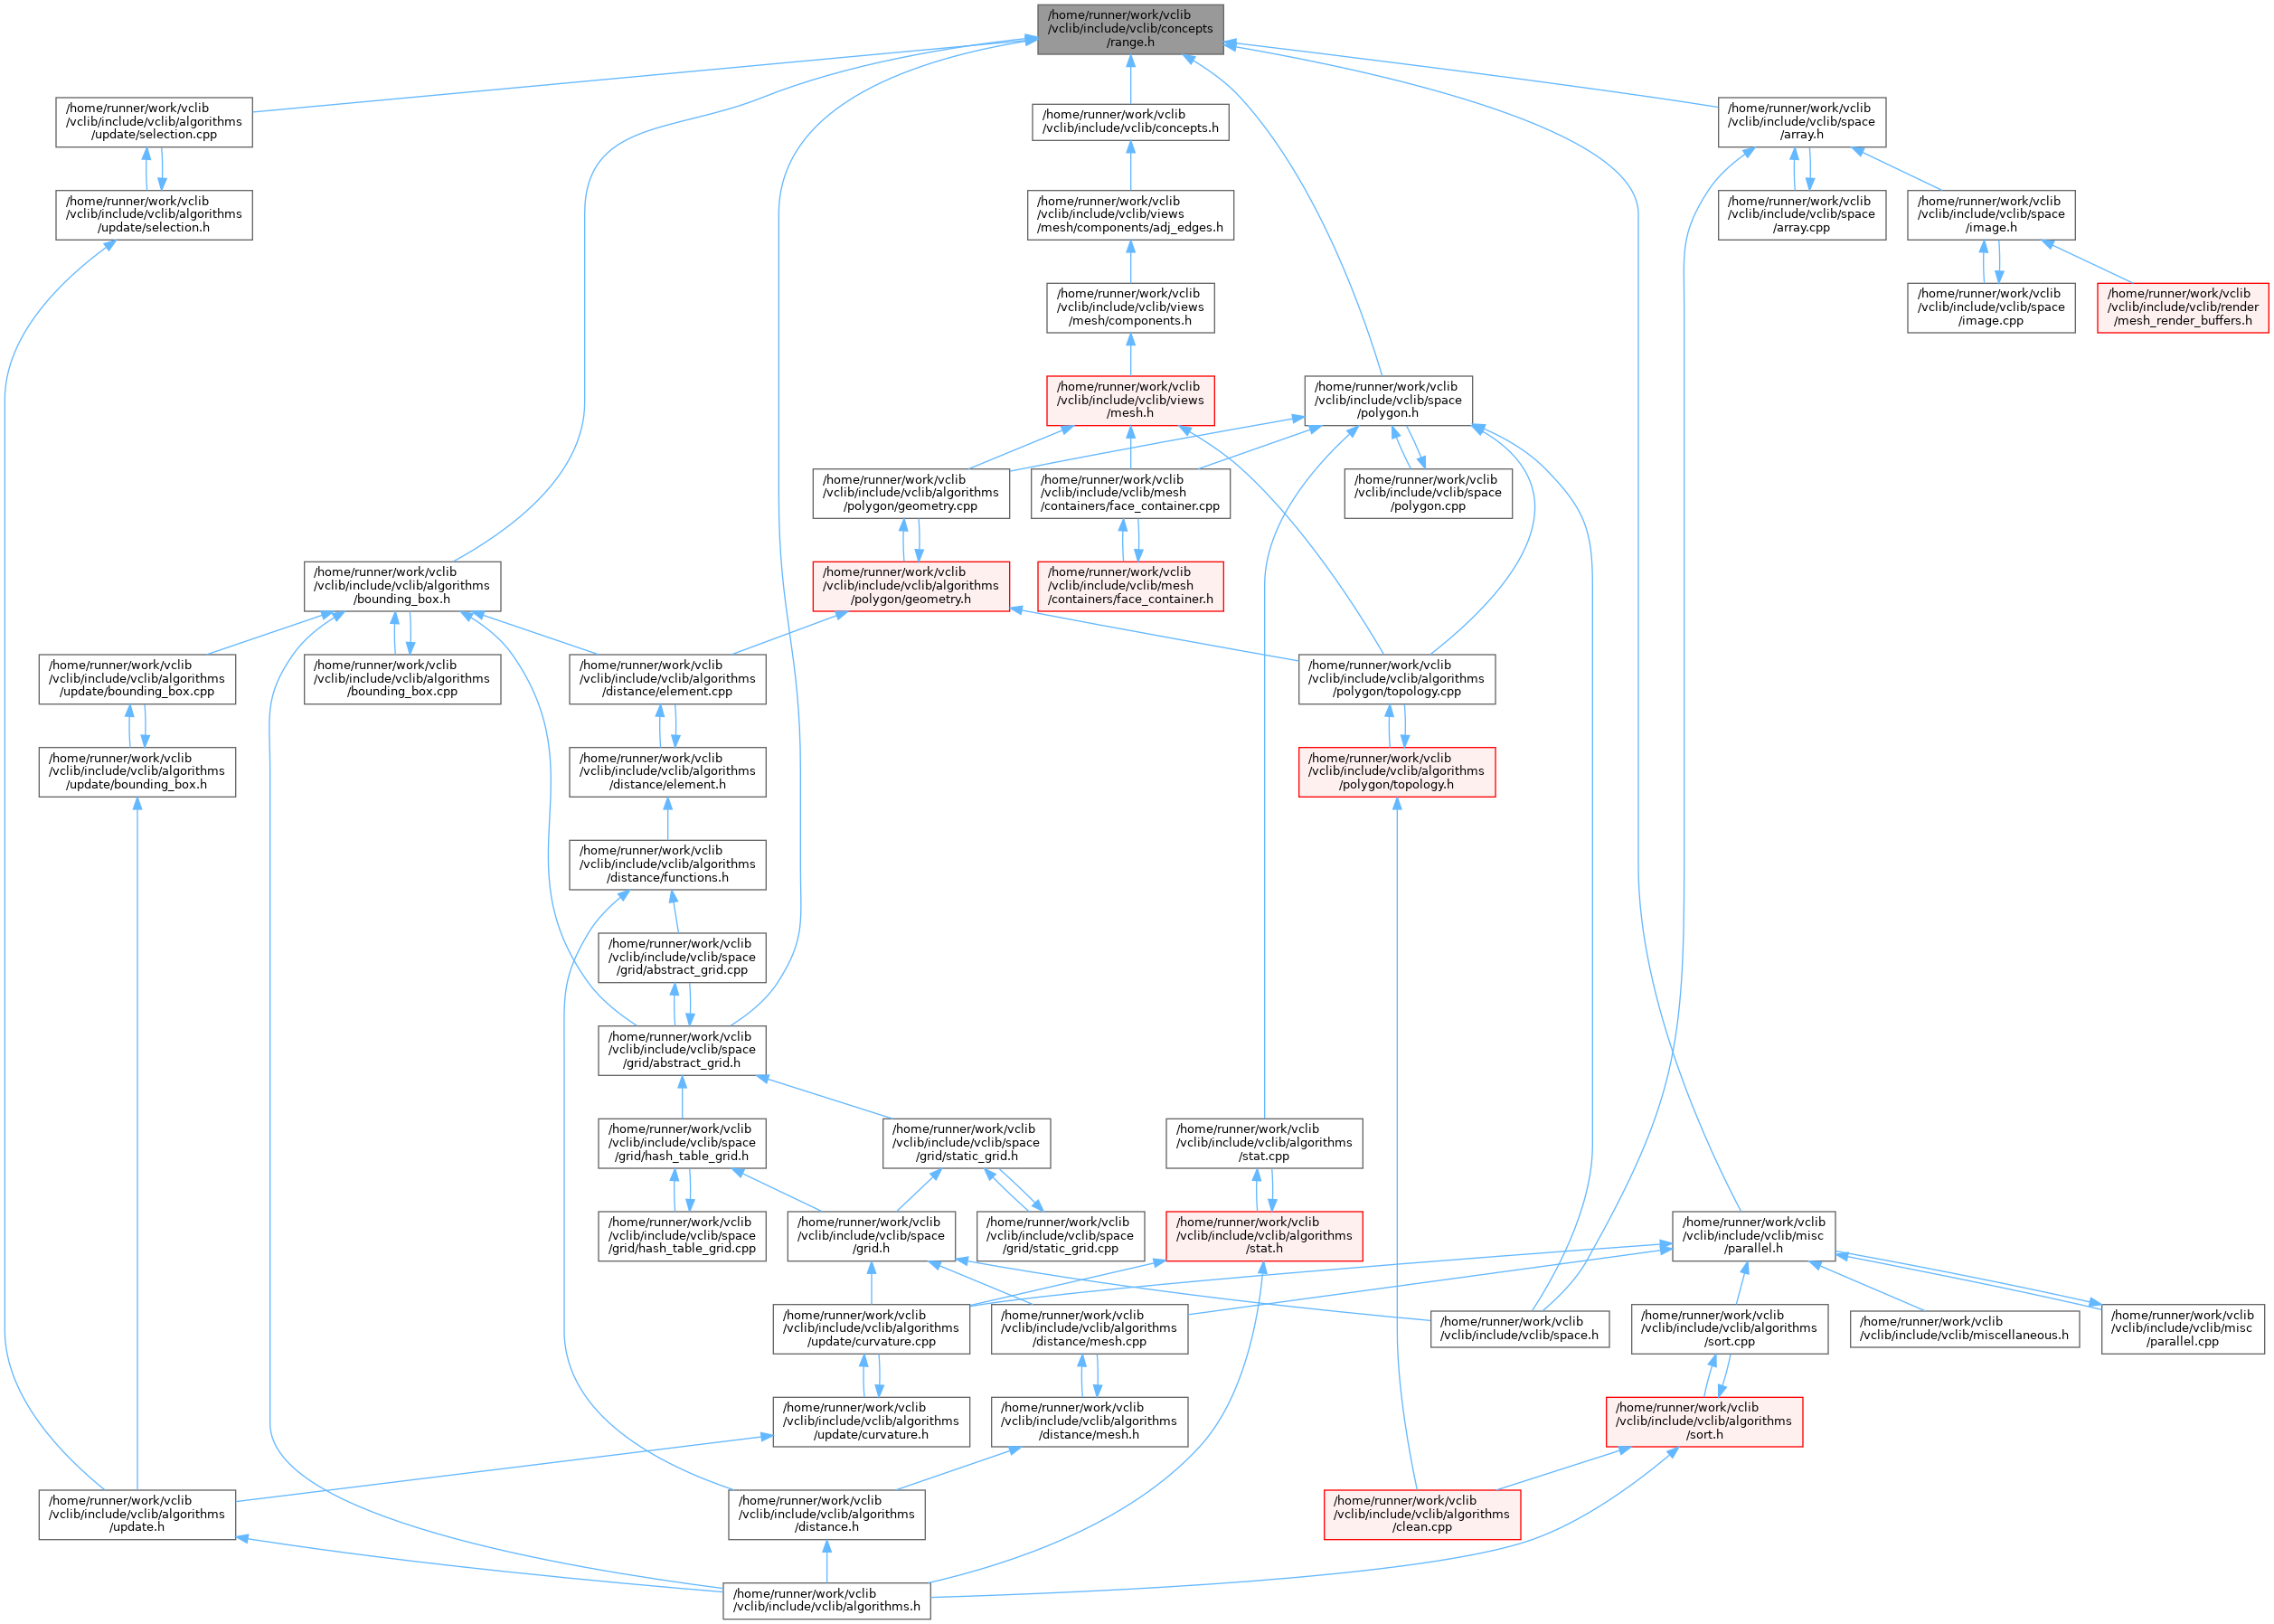 /home/runner/work/vclib
/vclib/include/vclib/concepts
/range.h
/home/runner/work/vclib
/vclib/include/vclib/algorithms
/update/selection.cpp
/home/runner/work/vclib
/vclib/include/vclib/concepts.h
/home/runner/work/vclib
/vclib/include/vclib/space
/array.h
/home/runner/work/vclib
/vclib/include/vclib/algorithms
/update/selection.h
/home/runner/work/vclib
/vclib/include/vclib/views
/mesh/components/adj_edges.h
/home/runner/work/vclib
/vclib/include/vclib/space
/array.cpp
/home/runner/work/vclib
/vclib/include/vclib/space
/image.h
/home/runner/work/vclib
/vclib/include/vclib/views
/mesh/components.h
/home/runner/work/vclib
/vclib/include/vclib/space
/image.cpp
/home/runner/work/vclib
/vclib/include/vclib/render
/mesh_render_buffers.h
/home/runner/work/vclib
/vclib/include/vclib/views
/mesh.h
/home/runner/work/vclib
/vclib/include/vclib/space
/polygon.h
/home/runner/work/vclib
/vclib/include/vclib/algorithms
/polygon/geometry.cpp
/home/runner/work/vclib
/vclib/include/vclib/mesh
/containers/face_container.cpp
/home/runner/work/vclib
/vclib/include/vclib/space
/polygon.cpp
/home/runner/work/vclib
/vclib/include/vclib/algorithms
/bounding_box.h
/home/runner/work/vclib
/vclib/include/vclib/algorithms
/polygon/geometry.h
/home/runner/work/vclib
/vclib/include/vclib/mesh
/containers/face_container.h
/home/runner/work/vclib
/vclib/include/vclib/algorithms
/update/bounding_box.cpp
/home/runner/work/vclib
/vclib/include/vclib/algorithms
/bounding_box.cpp
/home/runner/work/vclib
/vclib/include/vclib/algorithms
/distance/element.cpp
/home/runner/work/vclib
/vclib/include/vclib/algorithms
/polygon/topology.cpp
/home/runner/work/vclib
/vclib/include/vclib/algorithms
/update/bounding_box.h
/home/runner/work/vclib
/vclib/include/vclib/algorithms
/distance/element.h
/home/runner/work/vclib
/vclib/include/vclib/algorithms
/polygon/topology.h
/home/runner/work/vclib
/vclib/include/vclib/algorithms
/distance/functions.h
/home/runner/work/vclib
/vclib/include/vclib/space
/grid/abstract_grid.cpp
/home/runner/work/vclib
/vclib/include/vclib/space
/grid/abstract_grid.h
/home/runner/work/vclib
/vclib/include/vclib/space
/grid/hash_table_grid.h
/home/runner/work/vclib
/vclib/include/vclib/space
/grid/static_grid.h
/home/runner/work/vclib
/vclib/include/vclib/algorithms
/stat.cpp
/home/runner/work/vclib
/vclib/include/vclib/space
/grid/hash_table_grid.cpp
/home/runner/work/vclib
/vclib/include/vclib/space
/grid.h
/home/runner/work/vclib
/vclib/include/vclib/space
/grid/static_grid.cpp
/home/runner/work/vclib
/vclib/include/vclib/algorithms
/stat.h
/home/runner/work/vclib
/vclib/include/vclib/misc
/parallel.h
/home/runner/work/vclib
/vclib/include/vclib/algorithms
/update/curvature.cpp
/home/runner/work/vclib
/vclib/include/vclib/algorithms
/distance/mesh.cpp
/home/runner/work/vclib
/vclib/include/vclib/space.h
/home/runner/work/vclib
/vclib/include/vclib/algorithms
/sort.cpp
/home/runner/work/vclib
/vclib/include/vclib/miscellaneous.h
/home/runner/work/vclib
/vclib/include/vclib/misc
/parallel.cpp
/home/runner/work/vclib
/vclib/include/vclib/algorithms
/update/curvature.h
/home/runner/work/vclib
/vclib/include/vclib/algorithms
/distance/mesh.h
/home/runner/work/vclib
/vclib/include/vclib/algorithms
/sort.h
/home/runner/work/vclib
/vclib/include/vclib/algorithms
/update.h
/home/runner/work/vclib
/vclib/include/vclib/algorithms
/distance.h
/home/runner/work/vclib
/vclib/include/vclib/algorithms
/clean.cpp
/home/runner/work/vclib
/vclib/include/vclib/algorithms.h